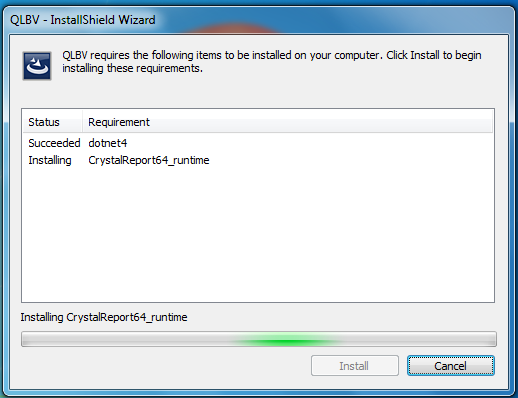 QLBV - InstallShield Wizard
QLBV requires the following items to be installed on your computer. Click Install to begin
installing these requirements.
Status Requirement
Succeeded dotnet4
Installing CrystalReport64_runtime
Installing CrystalReport64_runtime
Install Cancel